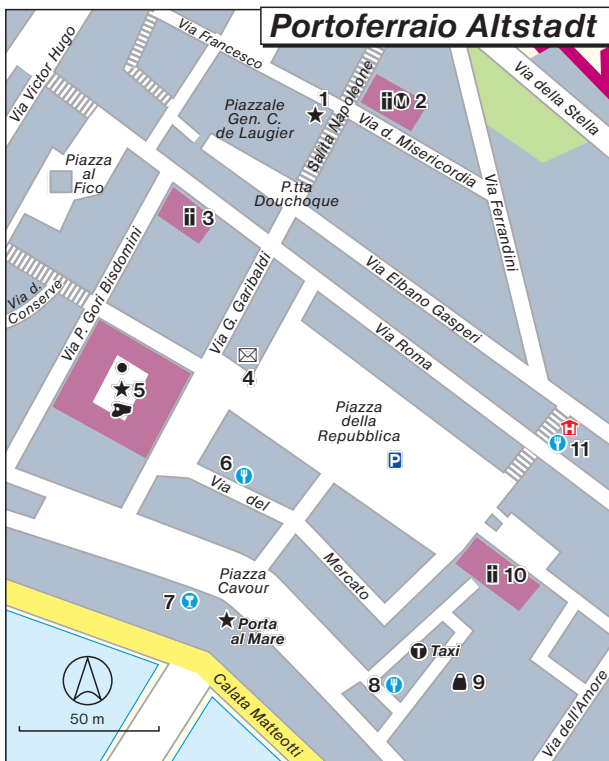 Portoferraio Altstadt
Via Victor Hugo
Via Francesco
Via della Stella
1
Piazzale
Gen. C.
de Laugier
Salita Napoleone
M 2
Via d. Misericordia
Piazza
al
Fico
P.tta
Douchoque
3
Via Ferrandini
Via d.
Conserve
Via P. Gori Bisdomini
Via G. Garibaldi
Via Elbano Gasperi
Via Roma
4
5
Piazza
della
Repubblica
P
H
11
6
Via del
Mercato
Piazza
Cavour
10
7
Porta
al Mare
T Taxi
8
9
Calata Matteotti
Via dell'Amore
50 m